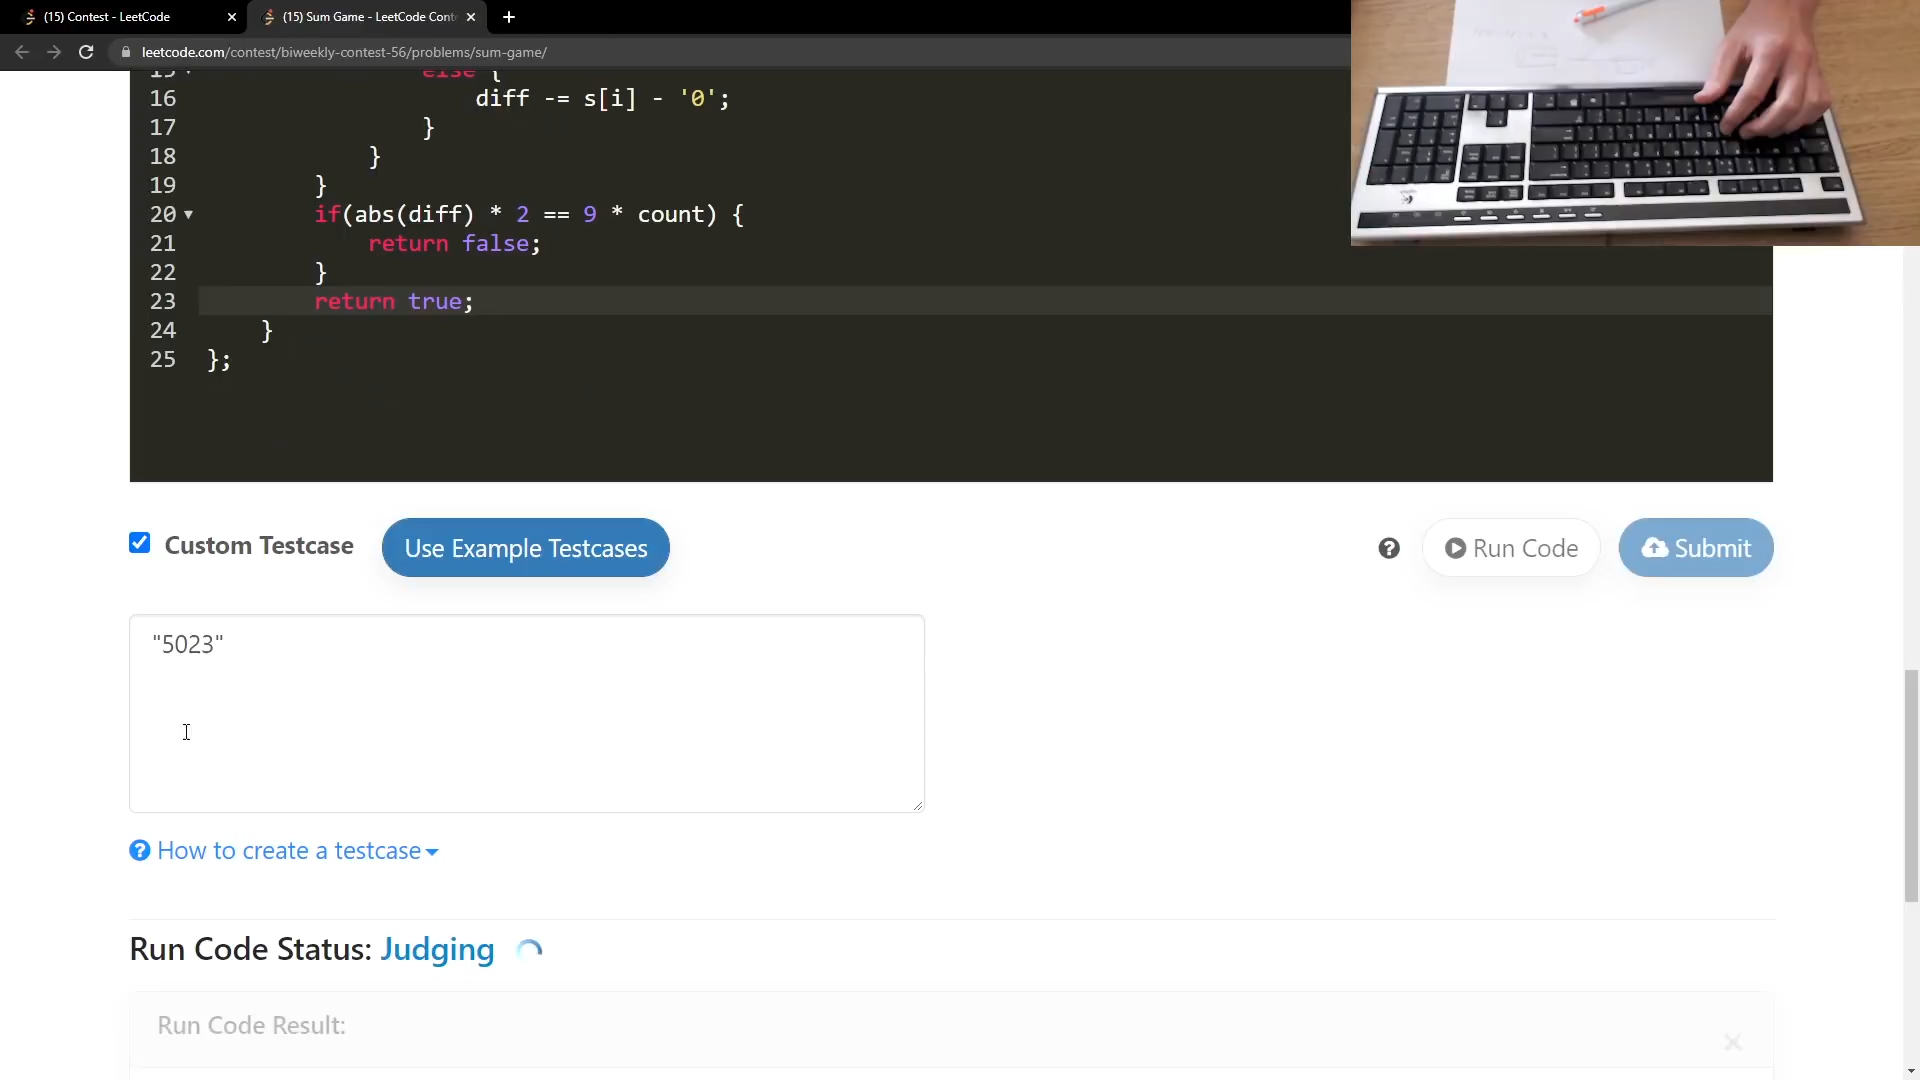 (15) Contest - LeetCode
(15) Sum Game - LeetCode Cont
leetcode.com/contest/biweekly-contest-56/problems/sum-game/
15 else {
16 diff -= s[i] - '0';
17 }
18 }
19 }
20 if(abs(diff) * 2 == 9 * count) {
21 return false;
22 }
23 return true;
24 }
25 };
Custom Testcase
Use Example Testcases
Run Code
Submit
"5023"
How to create a testcase
Run Code Status: Judging
Run Code Result: